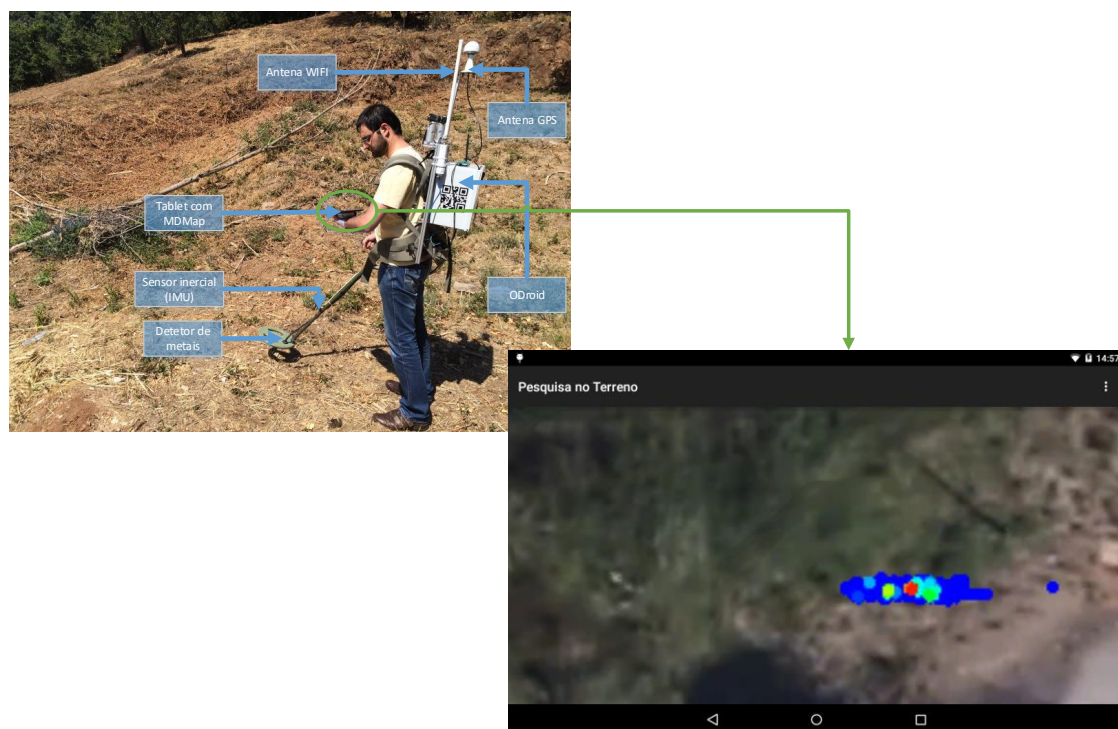 Antena WIFI
Antena GPS
Tablet com
MDMap
Sensor inercial
(IMU)
ODroid
Detetor de
metais
14:57
Pesquisa no Terreno